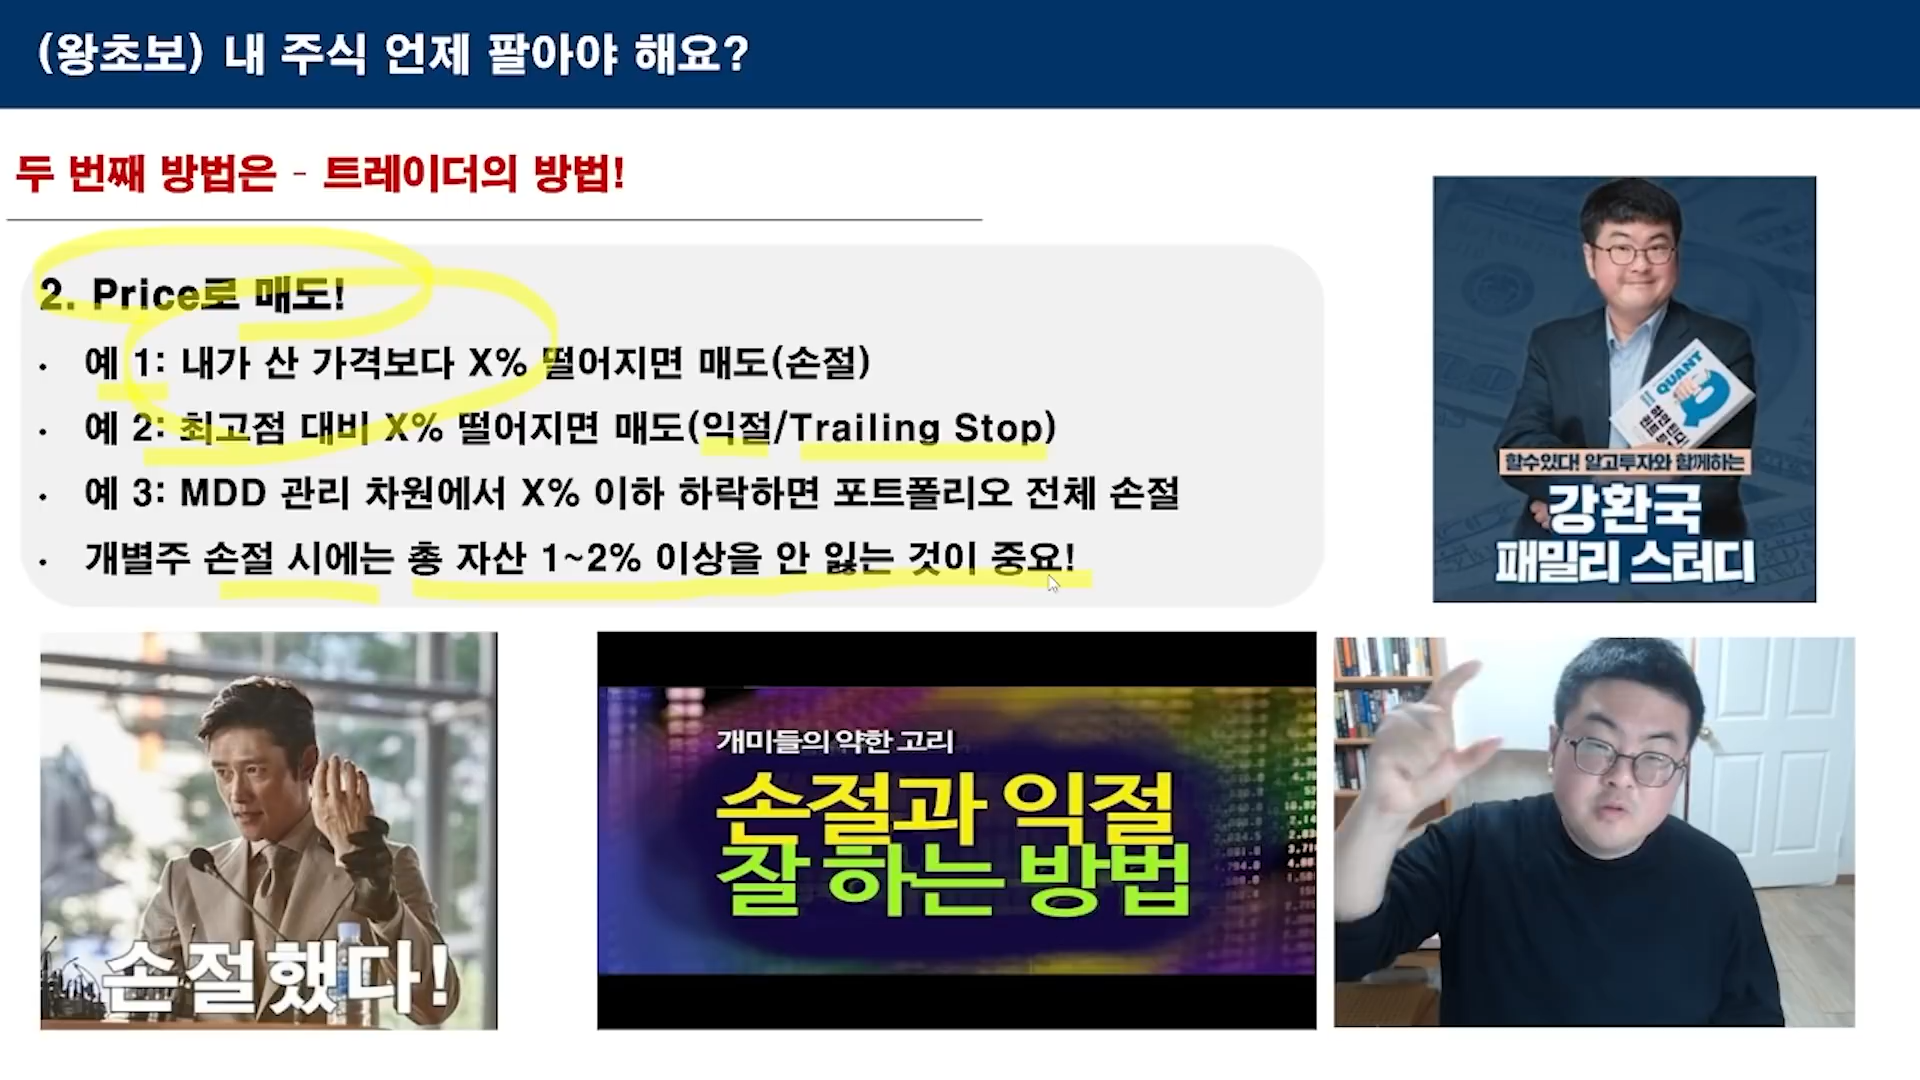 (왕초보) 내 주식 언제 팔아야 해요?
두 번째 방법은 - 트레이더의 방법!
2. Price로 매도!
• 예 1: 내가 산 가격보다 X% 떨어지면 매도(손절)
• 예 2: 최고점 대비 X% 떨어지면 매도(익절/Trailing Stop)
• 예 3: MDD 관리 차원에서 X% 이하 하락하면 포트폴리오 전체 손절
• 개별주 손절 시에는 총 자산 1~2% 이상을 안 잃는 것이 중요!
QUANT
할수있다! 알고투자와 함께하는
강환국
패밀리 스터디
손절했다!
개미들의 약한 고리
손절과 익절
잘 하는 방법